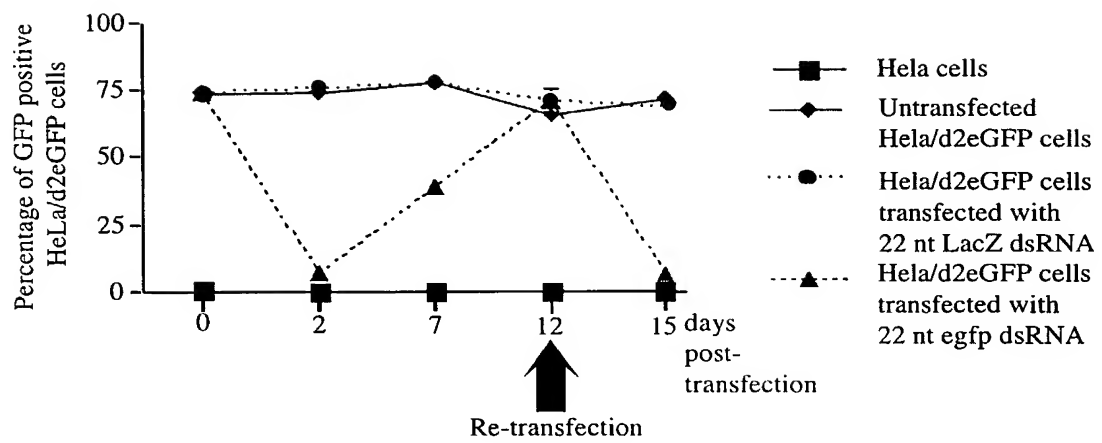 Percentage of GFP positive
HeLa/d2eGFP cells
100
75
50
25
0
0
2
7
12
15
days
post-
transfection
Re-transfection
Hela cells
Untransfected
Hela/d2eGFP cells
Hela/d2eGFP cells
transfected with
22 nt LacZ dsRNA
Hela/d2eGFP cells
transfected with
22 nt egfp dsRNA